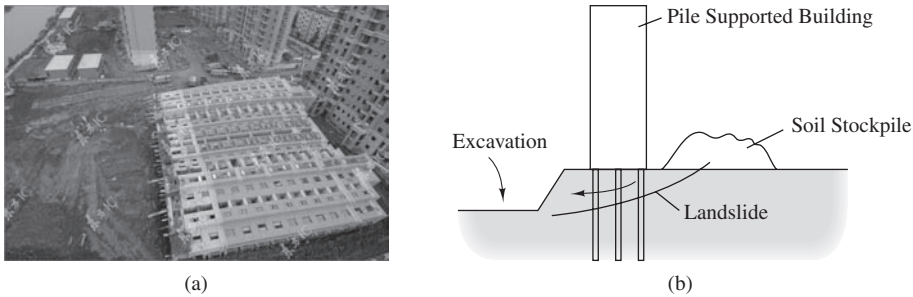 Pile Supported Building
Soil Stockpile
Excavation
Landslide
(a)
(b)